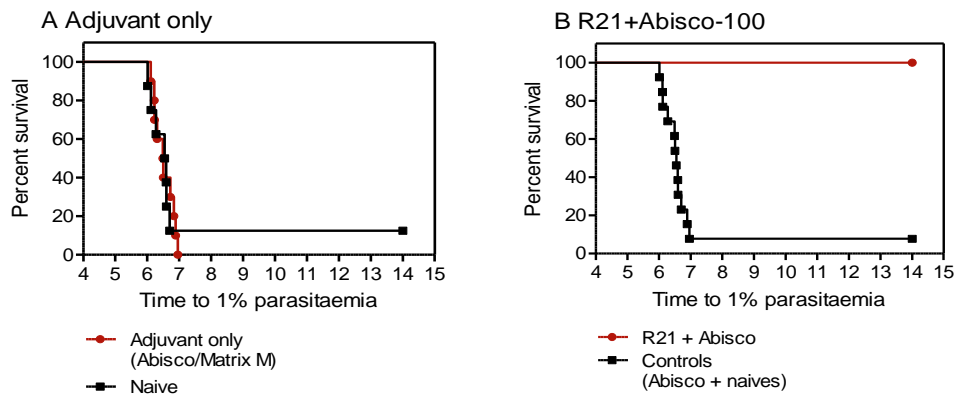 A Adjuvant only
Percent survival
100
80
60
40
20
0
4 5 6 7 8 9 10 11 12 13 14 15
Time to 1% parasitaemia
Adjuvant only
(Abisco/Matrix M)
Naive
B R21+Abisco-100
Percent survival
100
80
60
40
20
0
4 5 6 7 8 9 10 11 12 13 14 15
Time to 1% parasitaemia
R21 + Abisco
Controls
(Abisco + naives)